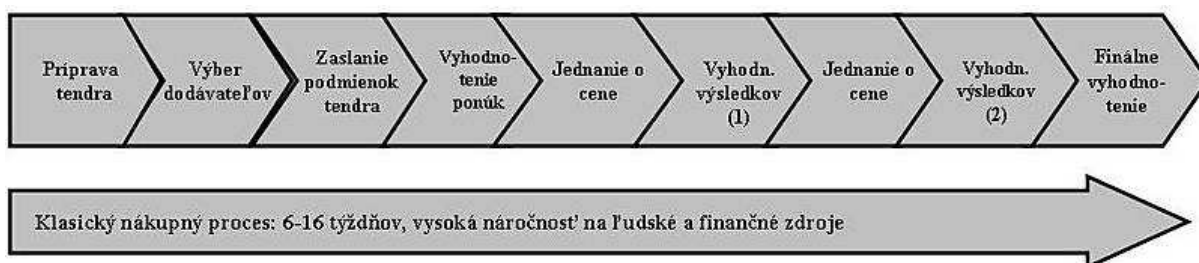 Príprava
tendra
Výber
dodávateľov
Zaslanie
podmienok
tendra
Vyhodno-
tenie
ponúk
Jednanie o
cene
Vyhodn.
výsledkov
(1)
Jednanie o
cene
Vyhodn.
výsledkov
(2)
Finálne
vyhodno-
tenie
Klasický nákupný proces: 6-16 týždňov, vysoká náročnosť na ľudské a finančné zdroje